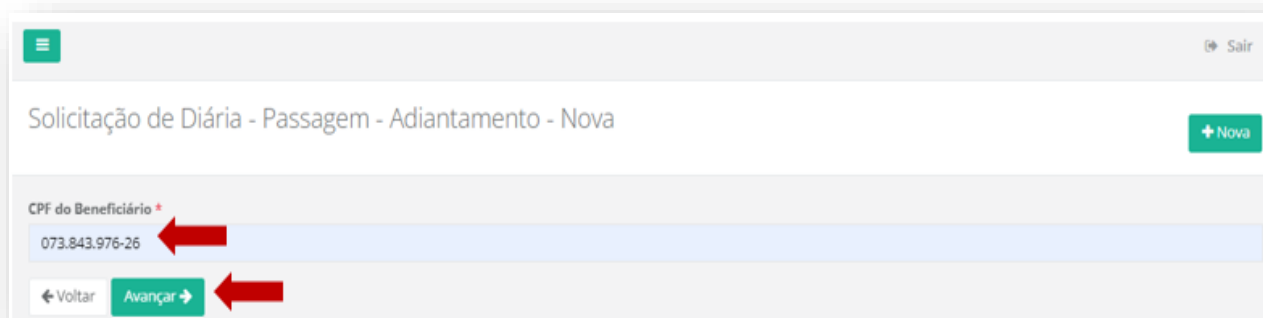 Sair
Solicitação de Diária - Passagem - Adiantamento - Nova
+ Nova
CPF do Beneficiário *
073.843.976-26
Voltar Avançar